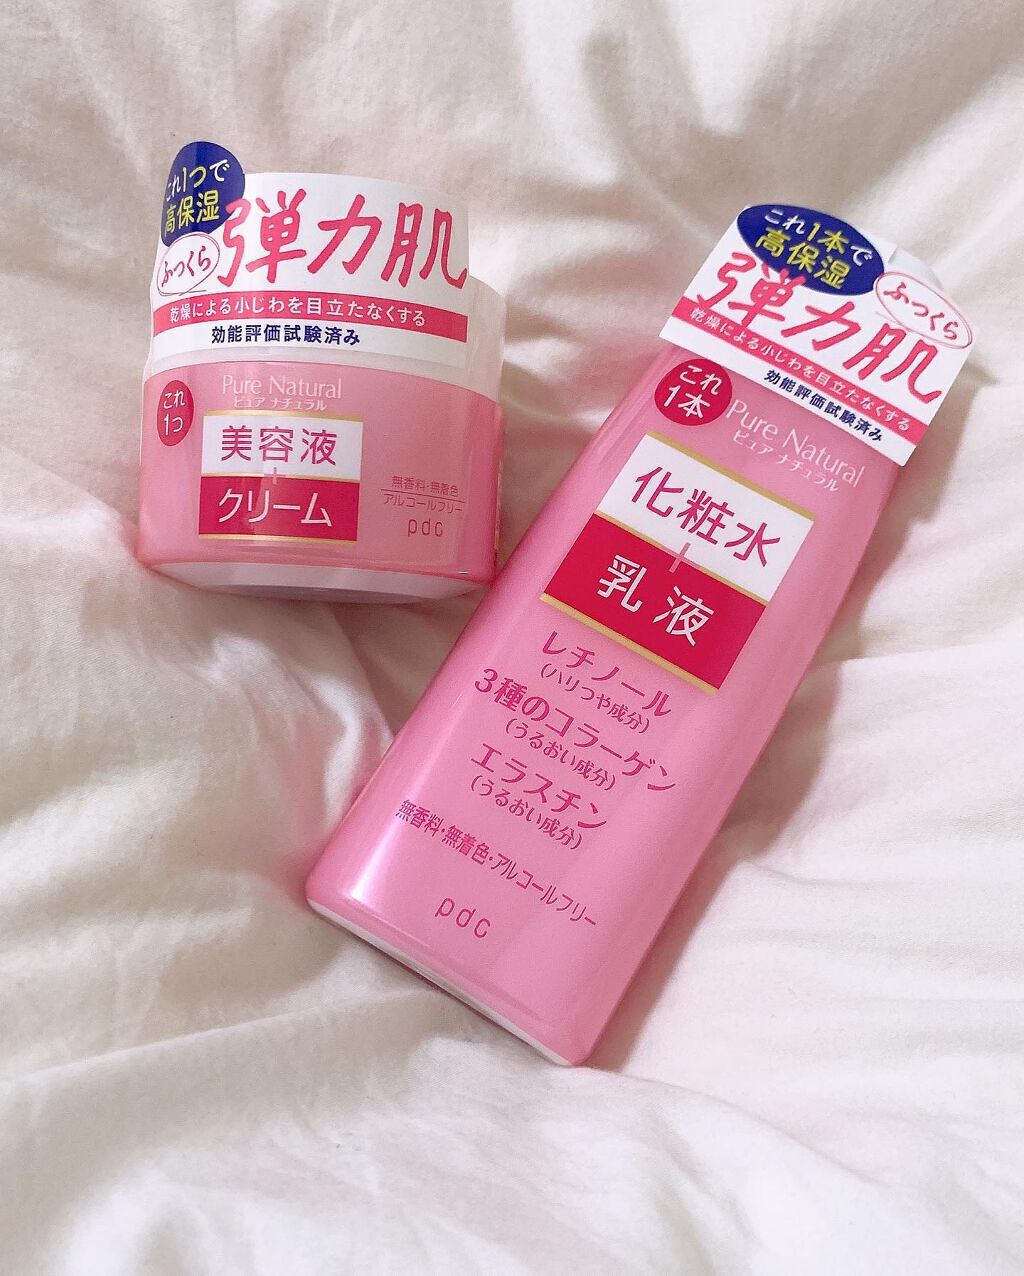 これ1つで
高保湿
ふっくら
弾力肌
乾燥による小じわを目立たなくする
効能評価試験済み
これ
1つ
Pure Natural
ピュア ナチュラル
美容液
+
クリーム
無香料・無着色
アルコールフリー
pdc
これ1本で
高保湿
ふっくら
弾力肌
乾燥による小じわを目立たなくする
効能評価試験済み
これ
1本
Pure Natural
ピュア ナチュラル
化粧水
+
乳液
レチノール
(ハリつや成分)
3種のコラーゲン
(うるおい成分)
エラスチン
(うるおい成分)
無香料・無着色・アルコールフリー
pdc